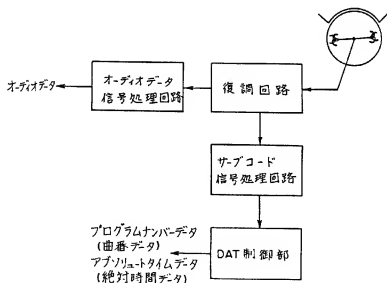 オーディオデータ
オーディオデータ
信号処理回路
復調回路
サーブコード
信号処理回路
プログラムナンバーデータ
(曲番データ)
アブソリュートタイムデータ
(絶対時間データ)
DAT制御部